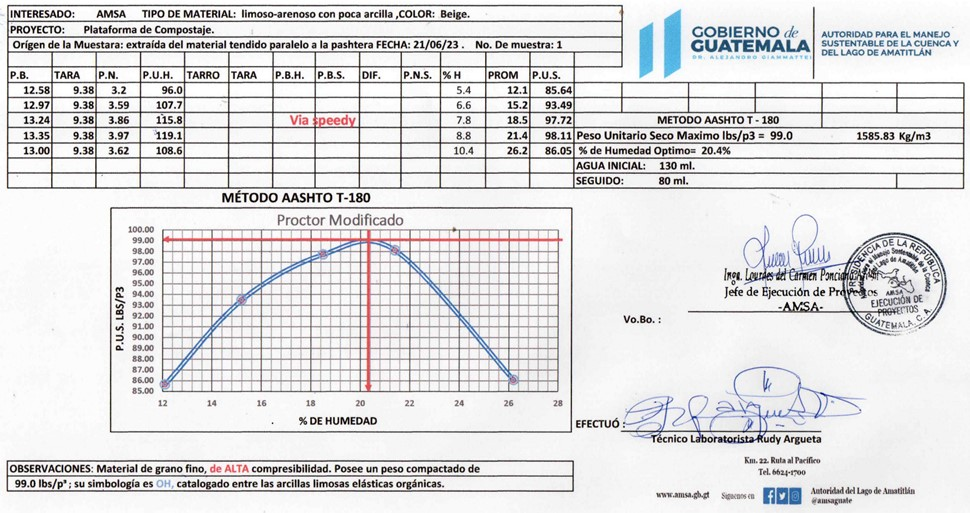 INTERESADO: AMSA TIPO DE MATERIAL: limoso-arenoso con poca arcilla ,COLOR: Beige.
PROYECTO: Plataforma de Compostaje.
Orígen de la Muestara: extraída del material tendido paralelo a la pashtera FECHA: 21/06/23 . No. De muestra: 1
GOBIERNO de
GUATEMALA
DR. ALEJANDRO GIAMMATTEI
AUTORIDAD PARA EL MANEJO
SUSTENTABLE DE LA CUENCA Y
DEL LAGO DE AMATITLÁN
P.B. TARA P.N. P.U.H. TARRO TARA P.B.H. P.B.S. DIF. P.N.S. % H PROM P.U.S.
12.58 9.38 3.2 96.0 5.4 12.1 85.64
12.97 9.38 3.59 107.7 6.6 15.2 93.49
13.24 9.38 3.86 115.8 Via speedy 7.8 18.5 97.72 METODO AASHTO T - 180
13.35 9.38 3.97 119.1 8.8 21.4 98.11 Peso Unitario Seco Maximo lbs/p3 = 99.0 1585.83 Kg/m3
13.00 9.38 3.62 108.6 10.4 26.2 86.05 % de Humedad Optimo= 20.4%
AGUA INICIAL: 130 ml.
SEGUIDO: 80 ml.
MÉTODO AASHTO T-180
Proctor Modificado
P.U.S. LBS/P3
100.00
99.00
98.00
97.00
96.00
95.00
94.00
93.00
92.00
91.00
90.00
89.00
88.00
87.00
86.00
85.00
12 14 16 18 20 22 24 26 28
% DE HUMEDAD
Inga. Lourdes del Carmen
Jefe de Ejecución de Proyectos
-AMSA-
Vo.Bo. :
PRESIDENCIA DE LA REPUBLICA
AMSA
EJECUCIÓN DE
PROYECTOS
GUATEMALA, C.A.
EFECTUÓ :
Técnico Laboratorista Rudy Argueta
OBSERVACIONES: Material de grano fino, de ALTA compresibilidad. Posee un peso compactado de
99.0 lbs/p³ ; su simbología es OH, catalogado entre las arcillas limosas elásticas orgánicas.
Km. 22. Ruta al Pacífico
Tel. 6624-1700
www.amsa.gob.gt Síguenos en Autoridad del Lago de Amatitlán
@amsaguate